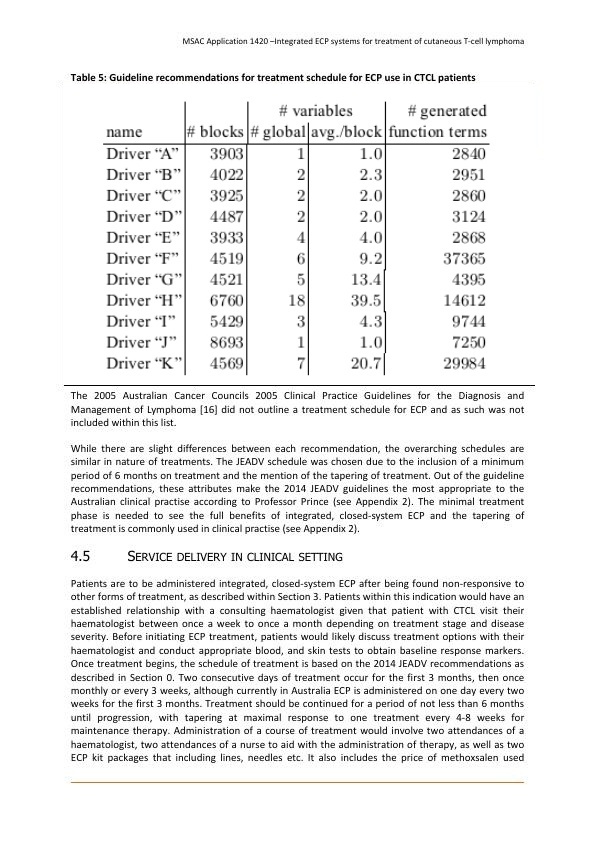 MSAC Application 1420 –Integrated ECP systems for treatment of cutaneous T-cell lymphoma
Table 5: Guideline recommendations for treatment schedule for ECP use in CTCL patients
# variables # generated
name # blocks # global avg./block function terms
Driver “A” 3903 1 1.0 2840
Driver “B” 4022 2 2.3 2951
Driver “C” 3925 2 2.0 2860
Driver “D” 4487 2 2.0 3124
Driver “E” 3933 4 4.0 2868
Driver “F” 4519 6 9.2 37365
Driver “G” 4521 5 13.4 4395
Driver “H” 6760 18 39.5 14612
Driver “I” 5429 3 4.3 9744
Driver “J” 8693 1 1.0 7250
Driver “K” 4569 7 20.7 29984
The 2005 Australian Cancer Councils 2005 Clinical Practice Guidelines for the Diagnosis and
Management of Lymphoma [16] did not outline a treatment schedule for ECP and as such was not
included within this list.
While there are slight differences between each recommendation, the overarching schedules are
similar in nature of treatments. The JEADV schedule was chosen due to the inclusion of a minimum
period of 6 months on treatment and the mention of the tapering of treatment. Out of the guideline
recommendations, these attributes make the 2014 JEADV guidelines the most appropriate to the
Australian clinical practise according to Professor Prince (see Appendix 2). The minimal treatment
phase is needed to see the full benefits of integrated, closed-system ECP and the tapering of
treatment is commonly used in clinical practise (see Appendix 2).
4.5 SERVICE DELIVERY IN CLINICAL SETTING
Patients are to be administered integrated, closed-system ECP after being found non-responsive to
other forms of treatment, as described within Section 3. Patients within this indication would have an
established relationship with a consulting haematologist given that patient with CTCL visit their
haematologist between once a week to once a month depending on treatment stage and disease
severity. Before initiating ECP treatment, patients would likely discuss treatment options with their
haematologist and conduct appropriate blood, and skin tests to obtain baseline response markers.
Once treatment begins, the schedule of treatment is based on the 2014 JEADV recommendations as
described in Section 0. Two consecutive days of treatment occur for the first 3 months, then once
monthly or every 3 weeks, although currently in Australia ECP is administered on one day every two
weeks for the first 3 months. Treatment should be continued for a period of not less than 6 months
until progression, with tapering at maximal response to one treatment every 4-8 weeks for
maintenance therapy. Administration of a course of treatment would involve two attendances of a
haematologist, two attendances of a nurse to aid with the administration of therapy, as well as two
ECP kit packages that including lines, needles etc. It also includes the price of methoxsalen used